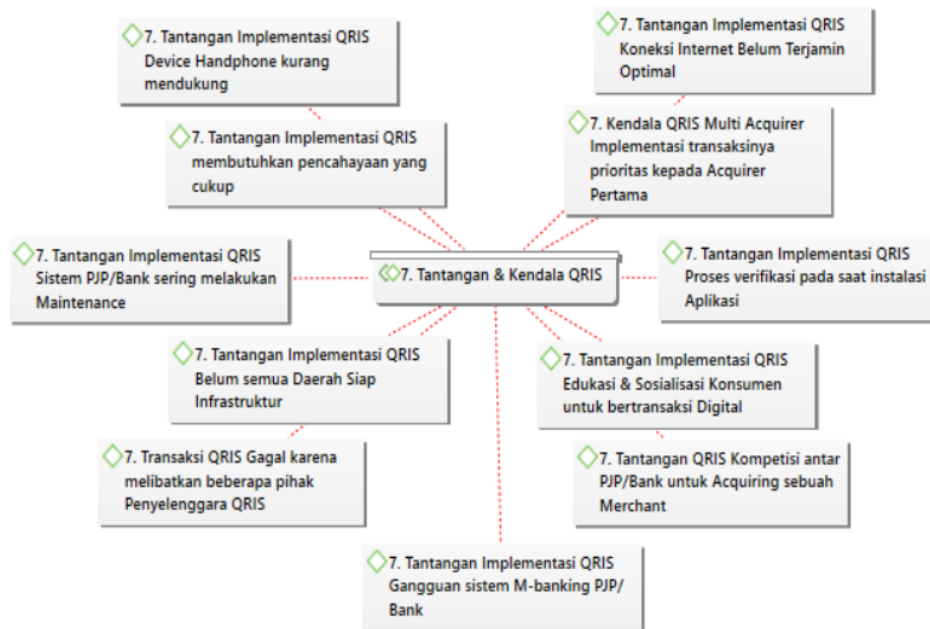 7. Tantangan Implementasi QRIS
Device Handphone kurang
mendukung
7. Tantangan Implementasi QRIS
Koneksi Internet Belum Terjamin
Optimal
7. Tantangan Implementasi QRIS
membutuhkan pencahayaan yang
cukup
7. Kendala QRIS Multi Acquirer
Implementasi transaksinya
prioritas kepada Acquirer
Pertama
7. Tantangan Implementasi QRIS
Sistem PJP/Bank sering melakukan
Maintenance
7. Tantangan & Kendala QRIS
7. Tantangan Implementasi QRIS
Proses verifikasi pada saat instalasi
Aplikasi
7. Tantangan Implementasi QRIS
Belum semua Daerah Siap
Infrastruktur
7. Tantangan Implementasi QRIS
Edukasi & Sosialisasi Konsumen
untuk bertransaksi Digital
7. Transaksi QRIS Gagal karena
melibatkan beberapa pihak
Penyelenggara QRIS
7. Tantangan QRIS Kompetisi antar
PJP/Bank untuk Acquiring sebuah
Merchant
7. Tantangan Implementasi QRIS
Gangguan sistem M-banking PJP/
Bank